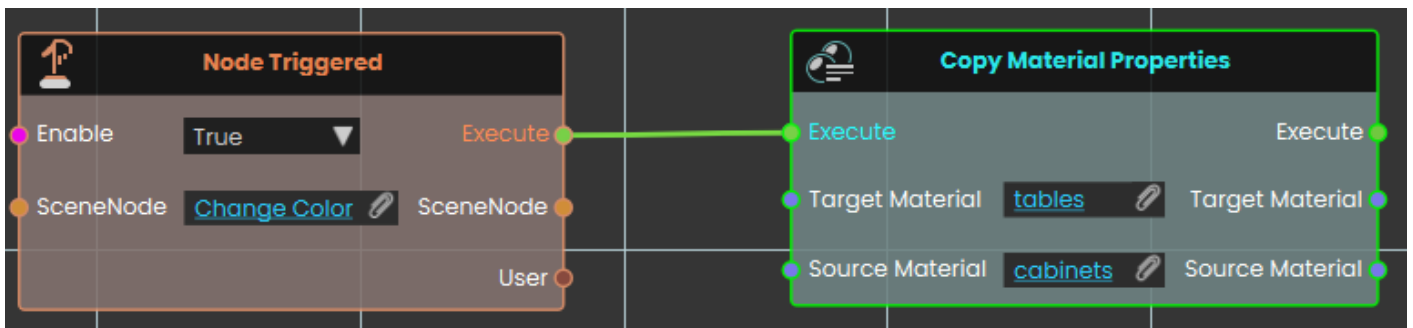 Node Triggered
Enable True Execute
SceneNode Change Color SceneNode
User
Copy Material Properties
Execute Execute
Target Material tables Target Material
Source Material cabinets Source Material